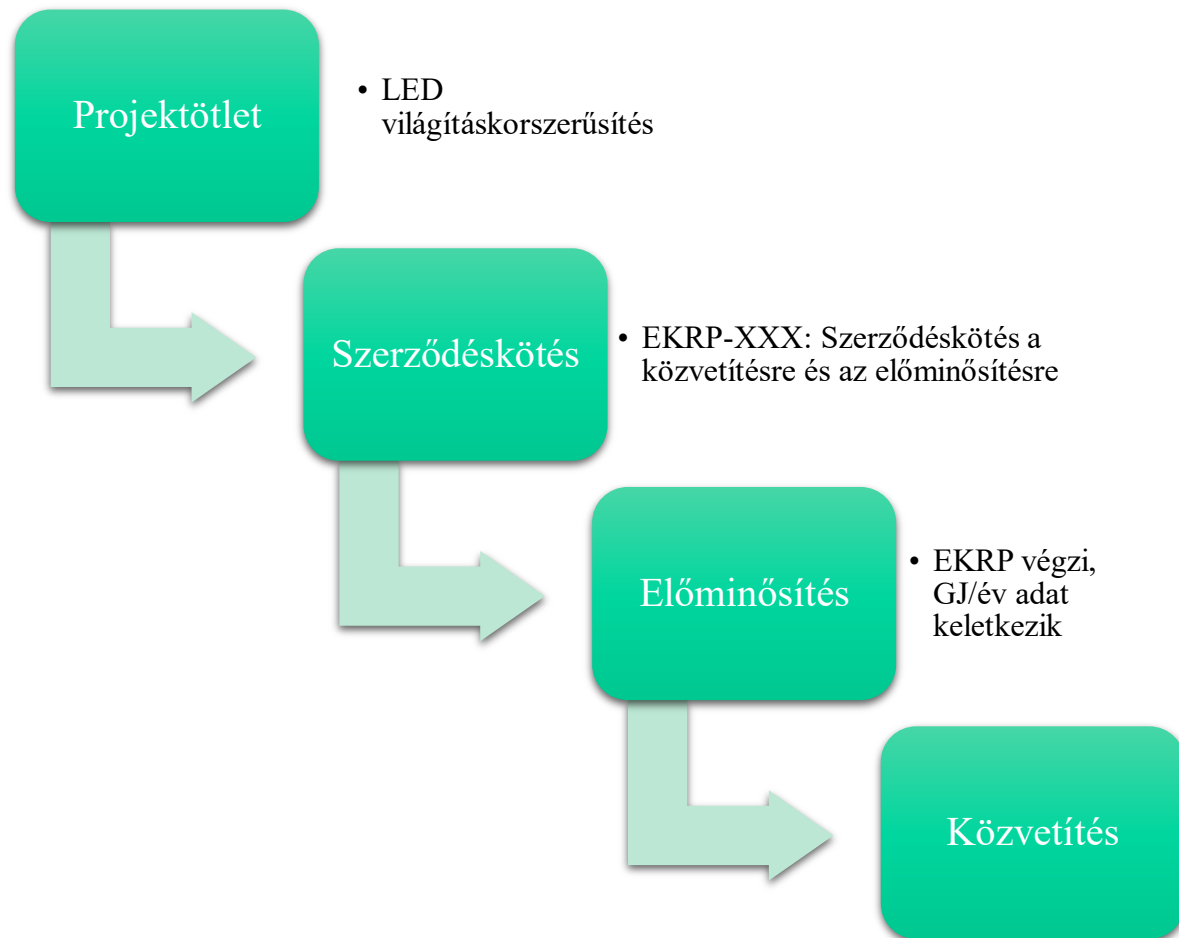 Projektötlet
• LED
világításkorszerűsítés
Szerződéskötés
• EKRP-XXX: Szerződéskötés a
közvetítésre és az előminősítésre
Előminősítés
• EKRP végzi,
GJ/év adat
keletkezik
Közvetítés